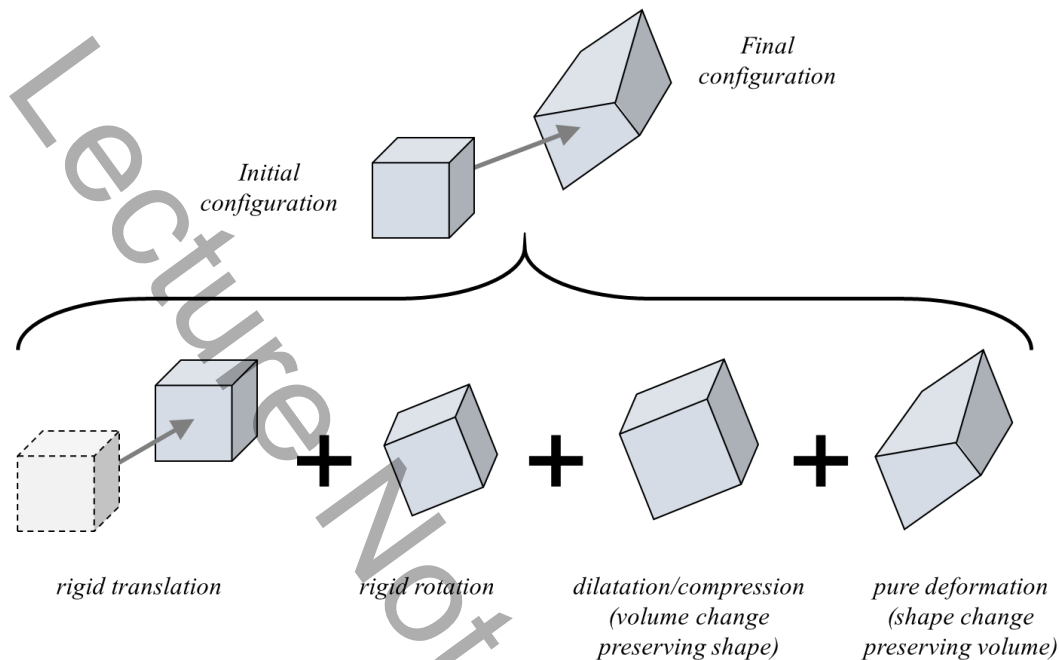 Final
configuration
Initial
configuration
Lecture Not
rigid translation
rigid rotation
dilatation/compression
(volume change
preserving shape)
pure deformation
(shape change
preserving volume)